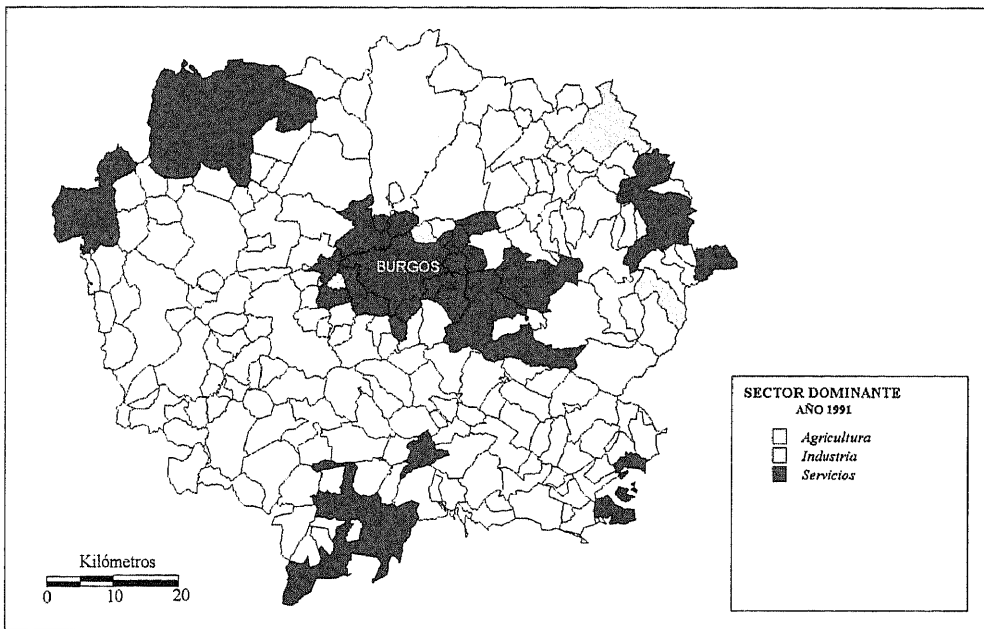 BURGOS
SECTOR DOMINANTE
AÑO 1991
Agricultura
Industria
Servicios
Kilómetros
0 10 20